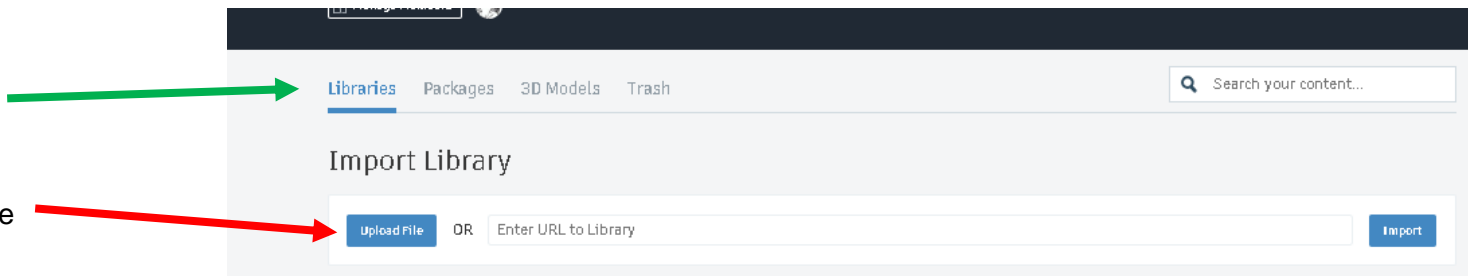 Libraries Packages 3D Models Trash
Search your content...
Import Library
e
Upload File OR Enter URL to Library Import